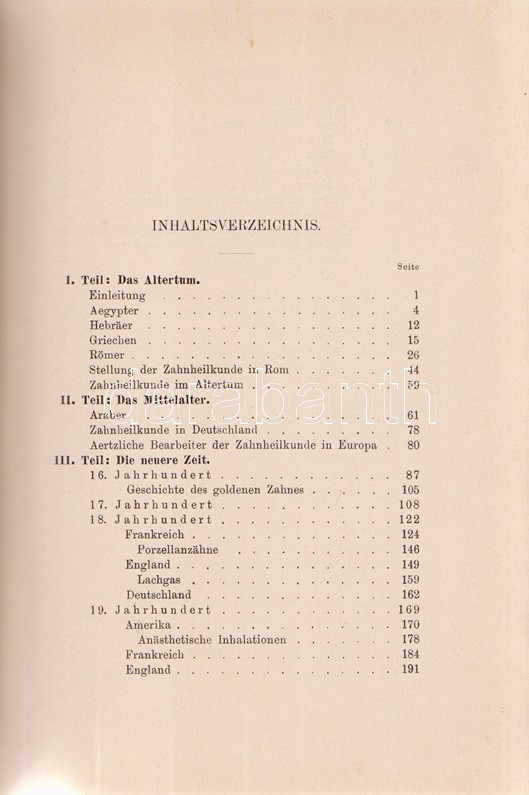 INHALTSVERZEICHNIS.
Seite
I. Teil: Das Altertum.
Einleitung . . . . . . . . . . . . . . . . 1
Aegypter . . . . . . . . . . . . . . . . . 4
Hebräer . . . . . . . . . . . . . . . . . 12
Griechen . . . . . . . . . . . . . . . . . 15
Römer . . . . . . . . . . . . . . . . . . 26
Stellung der Zahnheilkunde in Rom . . . . . . . 44
Zahnheilkunde im Altertum . . . . . . . . . . 59
II. Teil: Das Mittelalter.
Araber . . . . . . . . . . . . . . . . . . 61
Zahnheilkunde in Deutschland . . . . . . . . . 78
Aertzliche Bearbeiter der Zahnheilkunde in Europa . 80
III. Teil: Die neuere Zeit.
16. Jahrhundert . . . . . . . . . . . . . . 87
Geschichte des goldenen Zahnes . . . . . . 105
17. Jahrhundert . . . . . . . . . . . . . . 108
18. Jahrhundert . . . . . . . . . . . . . . 122
Frankreich . . . . . . . . . . . . . . 124
Porzellanzähne . . . . . . . . . . . 146
England . . . . . . . . . . . . . . . 149
Lachgas . . . . . . . . . . . . . . 159
Deutschland . . . . . . . . . . . . . 162
19. Jahrhundert . . . . . . . . . . . . . . 169
Amerika . . . . . . . . . . . . . . . 170
Anästhetische Inhalationen . . . . . . . 178
Frankreich . . . . . . . . . . . . . . 184
England . . . . . . . . . . . . . . . 191
darabanth